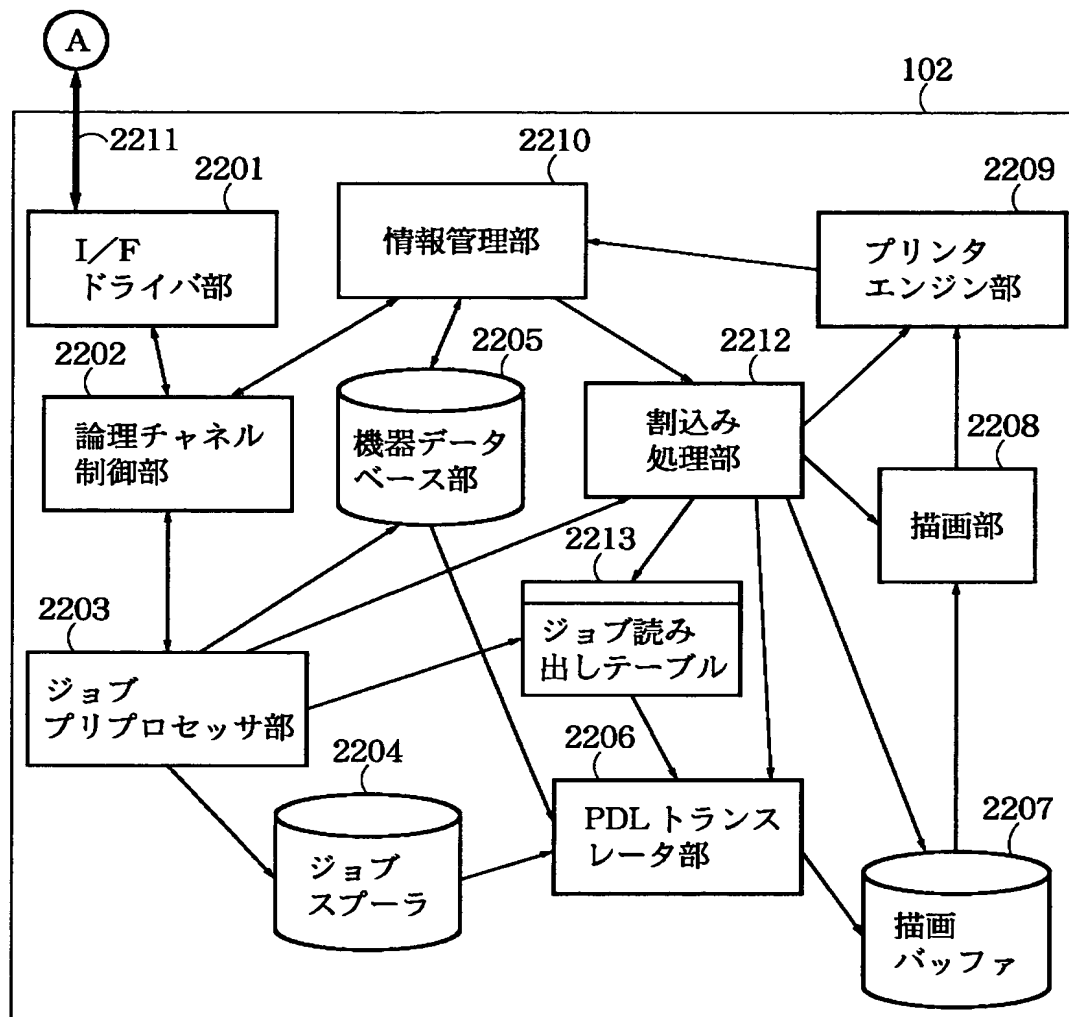 A
102
2211
2201
I/F
ドライバ部
2210
情報管理部
2209
プリンタ
エンジン部
2202
論理チャネル
制御部
2205
機器データ
ベース部
2212
割込み
処理部
2208
描画部
2213
ジョブ読み
出しテーブル
2203
ジョブ
プリプロセッサ部
2204
ジョブ
スプーラ
2206
PDLトランス
レータ部
2207
描画
バッファ